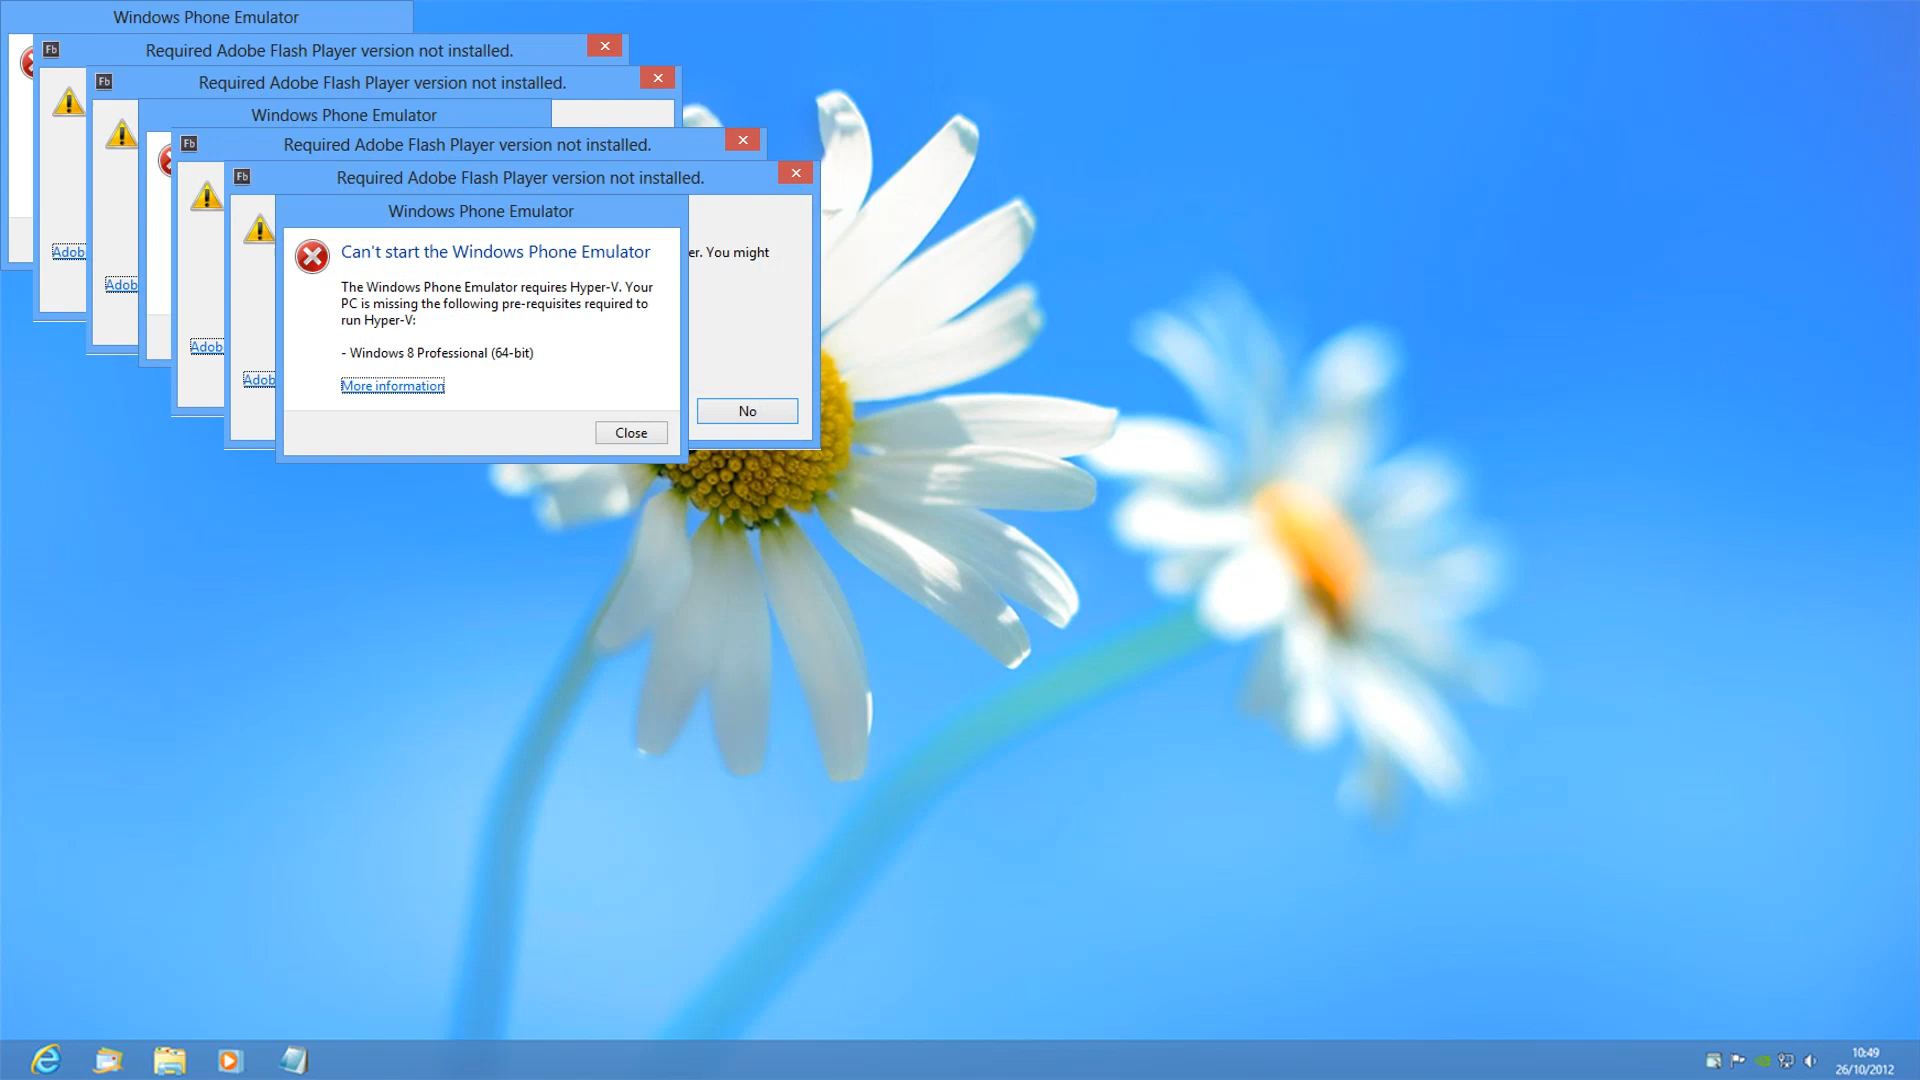 Windows Phone Emulator
Fb Required Adobe Flash Player version not installed.
Fb Required Adobe Flash Player version not installed.
Windows Phone Emulator
Fb Required Adobe Flash Player version not installed.
Fb Required Adobe Flash Player version not installed.
Windows Phone Emulator
Can't start the Windows Phone Emulator
er. You might
The Windows Phone Emulator requires Hyper-V. Your
PC is missing the following pre-requisites required to
run Hyper-V:
- Windows 8 Professional (64-bit)
More information
Close
No
Adob
Adob
Adob
Adob
10:49
26/10/2012